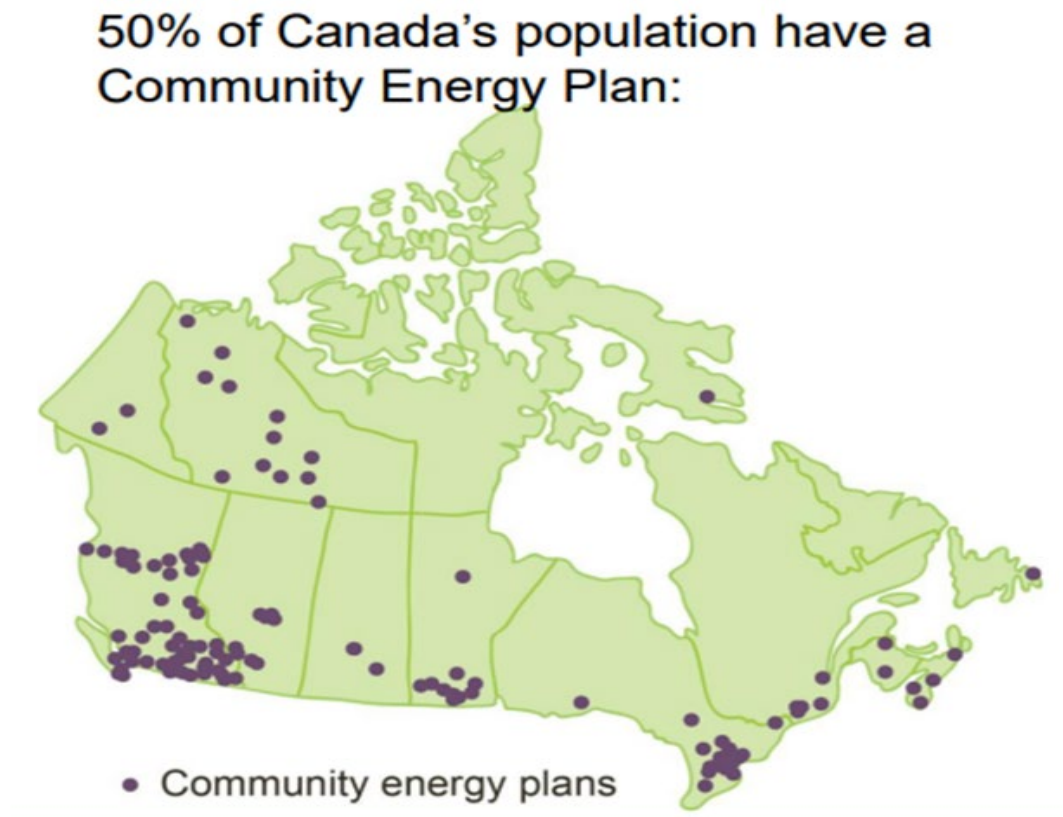 50% of Canada's population have a
Community Energy Plan:
Community energy plans